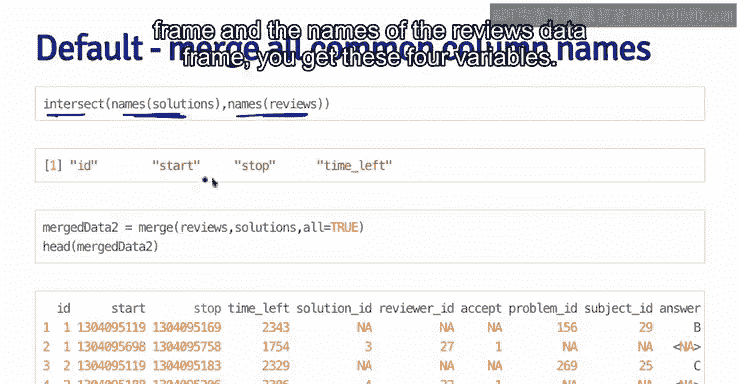 frame and the names of the reviews data
Default - merge all common column names
frame, you get these four variables.
intersect(names(solutions),names(reviews))
[1] "id" "start" "stop" "time_left"
mergedData2 = merge(reviews,solutions,all=TRUE)
head(mergedData2)
id start stop time_left solution_id reviewer_id accept problem_id subject_id answer
1 1 1304095119 1304095169 2343 NA NA NA 156 29 B
2 1 1304095698 1304095758 1754 3 27 1 NA NA <NA>
3 2 1304095119 1304095183 2329 NA NA NA 269 25 C